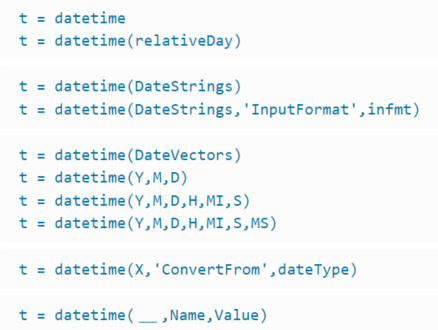 t = datetime
t = datetime(relativeDay)
t = datetime(DateStrings)
t = datetime(DateStrings,'InputFormat',infmt)
t = datetime(DateVectors)
t = datetime(Y,M,D)
t = datetime(Y,M,D,H,MI,S)
t = datetime(Y,M,D,H,MI,S,MS)
t = datetime(X,'ConvertFrom',dateType)
t = datetime( __ ,Name,Value)